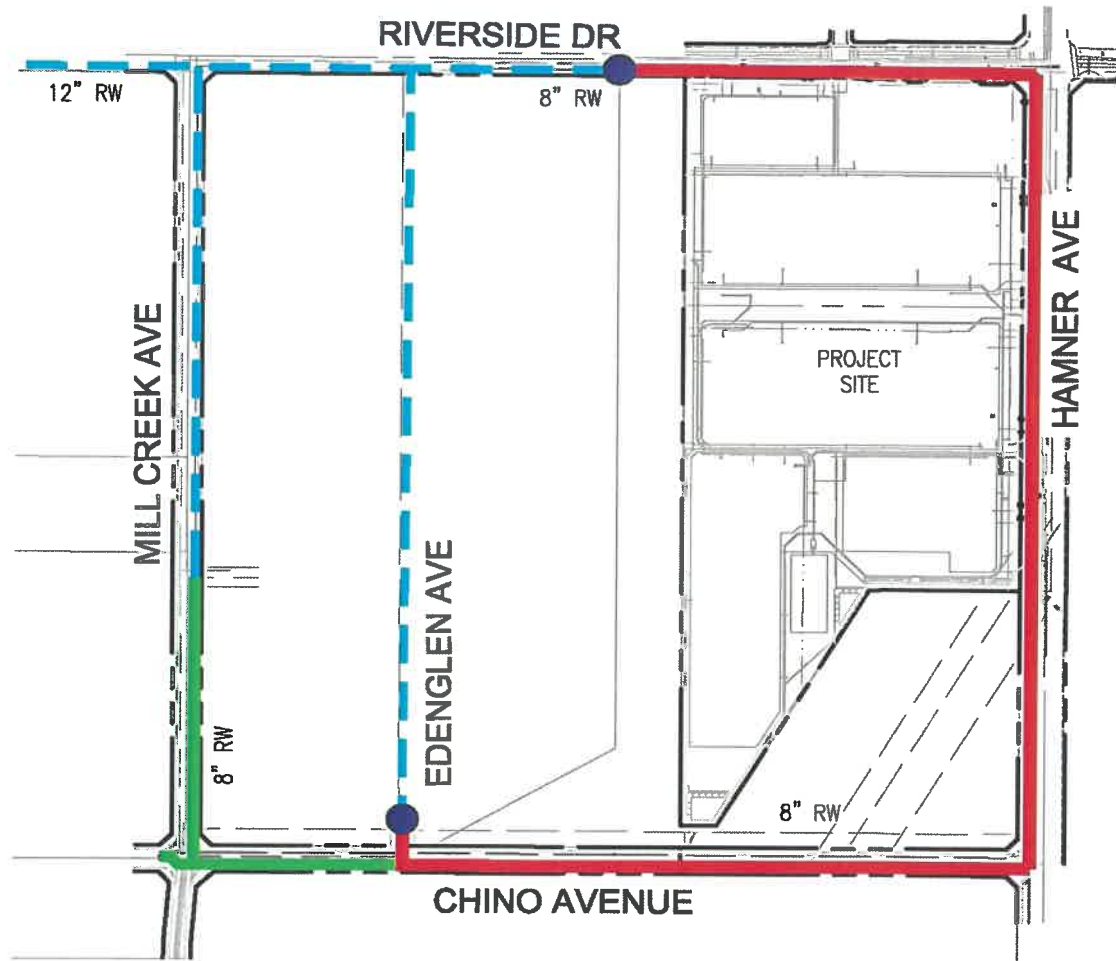 RIVERSIDE DR
12" RW
8" RW
HAMNER AVE
PROJECT
SITE
MILL CREEK AVE
EDENGLEN AVE
8" RW
8" RW
CHINO AVENUE